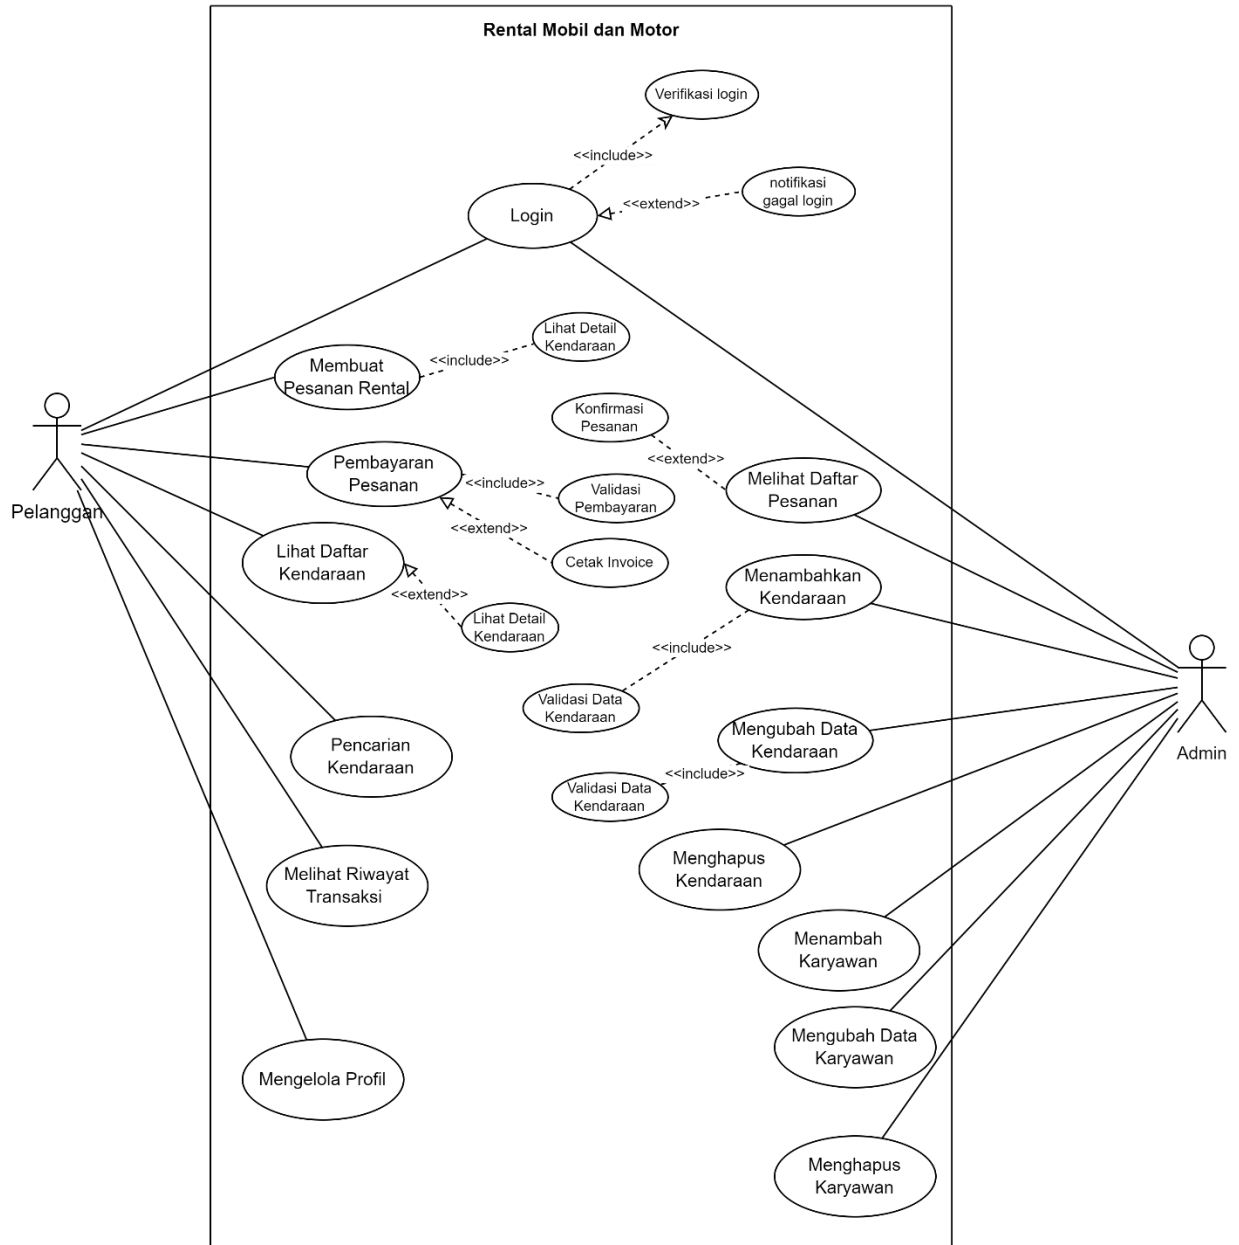 Rental Mobil dan Motor
Verifikasi login
<<include>>
notifikasi
gagal login
<<extend>>
Login
Lihat Detail
Kendaraan
<<include>>
Membuat
Pesanan Rental
Konfirmasi
Pesanan
<<extend>>
Melihat Daftar
Pesanan
Pembayaran
Pesanan
<<include>>
Validasi
Pembayaran
<<extend>>
Cetak Invoice
Pelanggan
Lihat Daftar
Kendaraan
<<extend>>
Lihat Detail
Kendaraan
Menambahkan
Kendaraan
<<include>>
Validasi Data
Kendaraan
Mengubah Data
Kendaraan
<<include>>
Validasi Data
Kendaraan
Admin
Pencarian
Kendaraan
Menghapus
Kendaraan
Melihat Riwayat
Transaksi
Menambah
Karyawan
Mengubah Data
Karyawan
Mengelola Profil
Menghapus
Karyawan